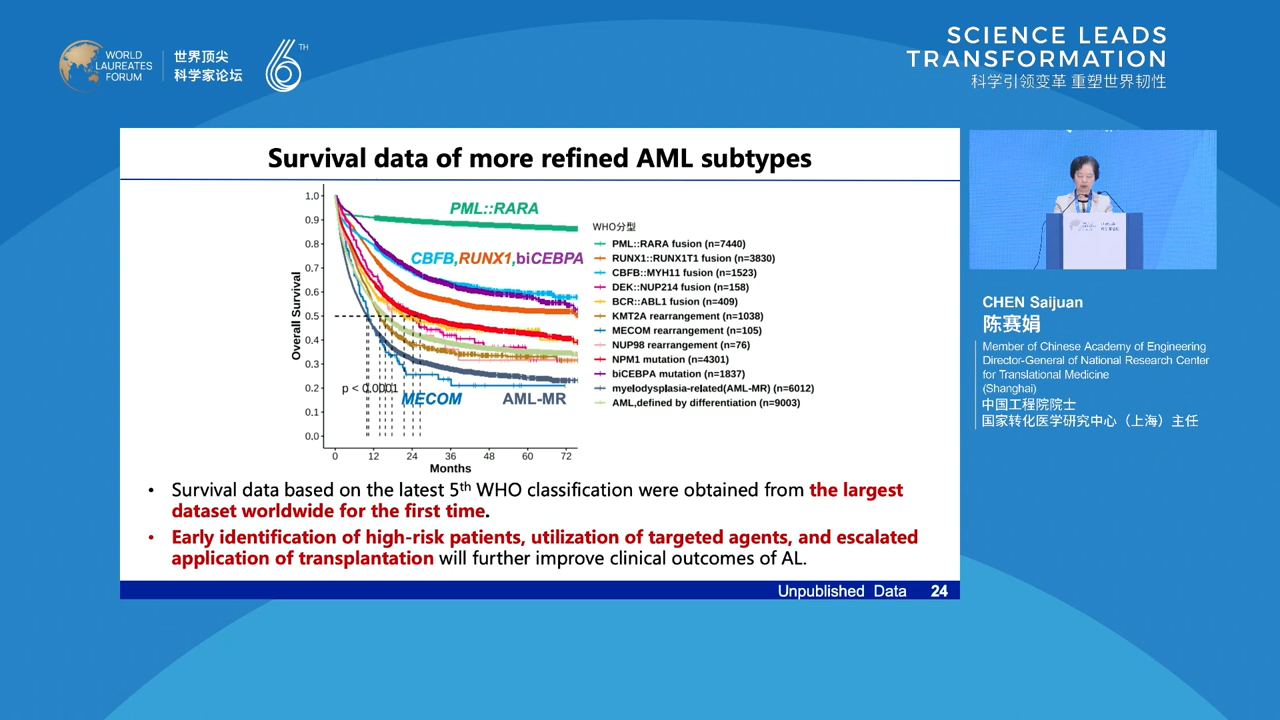 WORLD
LAUREATES
FORUM
世界顶尖
科学家论坛
6TH
SCIENCE LEADS
TRANSFORMATION
科学引领变革 重塑世界韧性
Survival data of more refined AML subtypes
Overall Survival
1.0
0.9
0.8
0.7
0.6
0.5
0.4
0.3
0.2
0.1
0.0
PML::RARA
CBFB,RUNX1,biCEBPA
p < 0.0001
MECOM
AML-MR
0 12 24 36 48 60 72
Months
WHO分型
PML::RARA fusion (n=7440)
RUNX1::RUNX1T1 fusion (n=3830)
CBFB::MYH11 fusion (n=1523)
DEK::NUP214 fusion (n=158)
BCR::ABL1 fusion (n=409)
KMT2A rearrangement (n=1038)
MECOM rearrangement (n=105)
NUP98 rearrangement (n=76)
NPM1 mutation (n=4301)
biCEBPA mutation (n=1837)
myelodysplasia-related(AML-MR) (n=6012)
AML,defined by differentiation (n=9003)
• Survival data based on the latest 5th WHO classification were obtained from the largest
dataset worldwide for the first time.
• Early identification of high-risk patients, utilization of targeted agents, and escalated
application of transplantation will further improve clinical outcomes of AL.
Unpublished Data 24
CHEN Saijuan
陈赛娟
Member of Chinese Academy of Engineering
Director-General of National Research Center
for Translational Medicine
(Shanghai)
中国工程院院士
国家转化医学研究中心（上海）主任